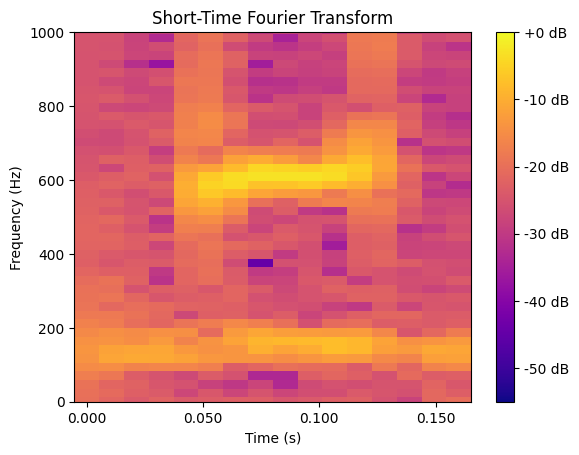 Short-Time Fourier Transform
Frequency (Hz)
1000
800
600
400
200
0
0.000
0.050
0.100
0.150
Time (s)
+0 dB
-10 dB
-20 dB
-30 dB
-40 dB
-50 dB